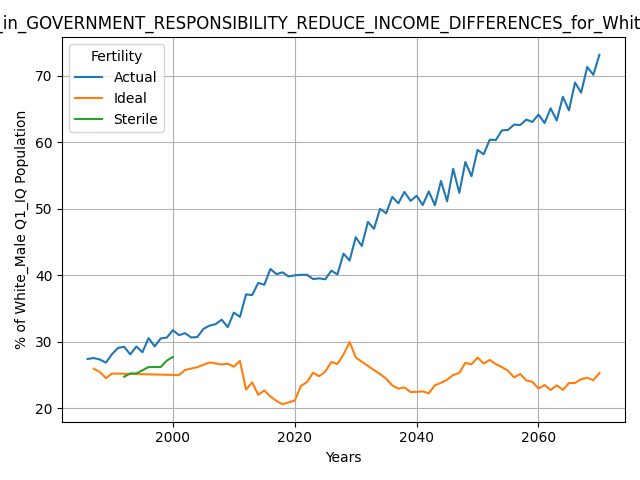 _in_GOVERNMENT_RESPONSIBILITY_REDUCE_INCOME_DIFFERENCES_for_Whit
Fertility
Actual
Ideal
Sterile
% of White_Male Q1_IQ Population
70
60
50
40
30
20
2000
2020
2040
2060
Years